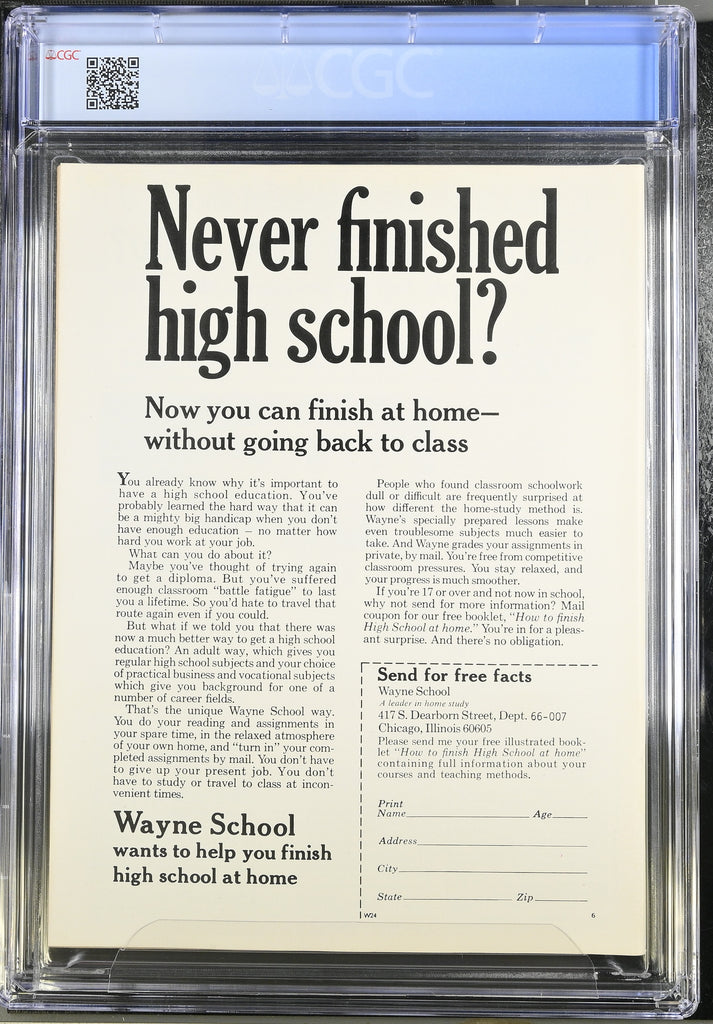 CGC
CGC
Never finished
high school?
Now you can finish at home—
without going back to class
You already know why it's important to
have a high school education. You've
probably learned the hard way that it can
be a mighty big handicap when you don't
have enough education – no matter how
hard you work at your job.
What can you do about it?
Maybe you've thought of trying again
to get a diploma. But you've suffered
enough classroom "battle fatigue" to last
you a lifetime. So you'd hate to travel that
route again even if you could.
But what if we told you that there was
now a much better way to get a high school
education? An adult way, which gives you
regular high school subjects and your choice
of practical business and vocational subjects
which give you background for one of a
number of career fields.
That's the unique Wayne School way.
You do your reading and assignments in
your spare time, in the relaxed atmosphere
of your own home, and "turn in" your com-
pleted assignments by mail. You don't have
to give up your present job. You don't
have to study or travel to class at incon-
venient times.
Wayne School
wants to help you finish
high school at home
People who found classroom schoolwork
dull or difficult are frequently surprised at
how different the home-study method is.
Wayne's specially prepared lessons make
even troublesome subjects much easier to
take. And Wayne grades your assignments in
private, by mail. You're free from competitive
classroom pressures. You stay relaxed, and
your progress is much smoother.
If you're 17 or over and not now in school,
why not send for more information? Mail
coupon for our free booklet, "How to finish
High School at home." You're in for a pleas-
ant surprise. And there's no obligation.
Send for free facts
Wayne School
A leader in home study
417 S. Dearborn Street, Dept. 66-007
Chicago, Illinois 60605
Please send me your free illustrated book-
let "How to finish High School at home"
containing full information about your
courses and teaching methods.
Print
Name Age
Address
City
State Zip
W24 6